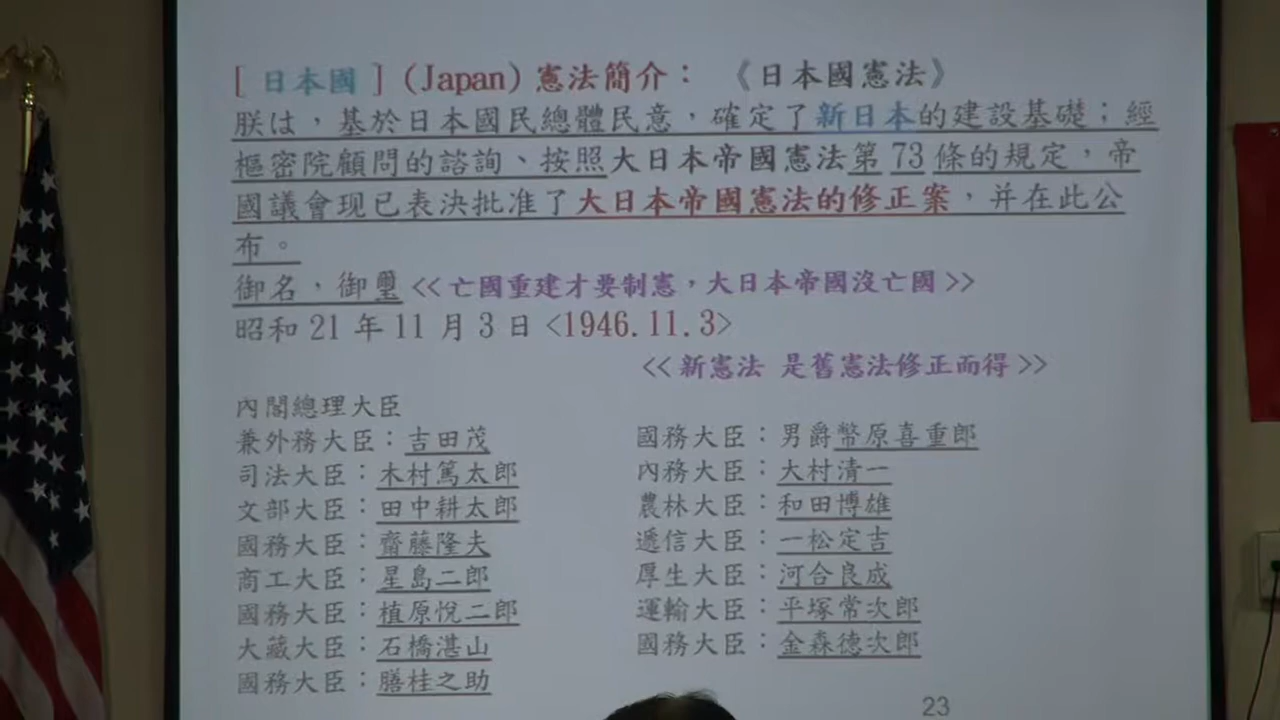 [ 日本國 ] (Japan) 憲法簡介： 《日本國憲法》
朕は，基於日本國民總體民意，確定了新日本的建設基礎；經
樞密院顧問的諮詢、按照大日本帝國憲法第 73 條的規定，帝
國議會現已表決批准了大日本帝國憲法的修正案，并在此公
布。
御名，御璽 <<亡國重建才要制憲，大日本帝國沒亡國>>
昭和 21 年 11 月 3 日 <1946.11.3>
<<新憲法 是舊憲法修正而得>>
內閣總理大臣
兼外務大臣：吉田茂
司法大臣：木村篤太郎
文部大臣：田中耕太郎
國務大臣：齋藤隆夫
商工大臣：星島二郎
國務大臣：植原悅二郎
大藏大臣：石橋湛山
國務大臣：膳桂之助
國務大臣：男爵幣原喜重郎
內務大臣：大村清一
農林大臣：和田博雄
遞信大臣：一松定吉
厚生大臣：河合良成
運輸大臣：平塚常次郎
國務大臣：金森德次郎
23